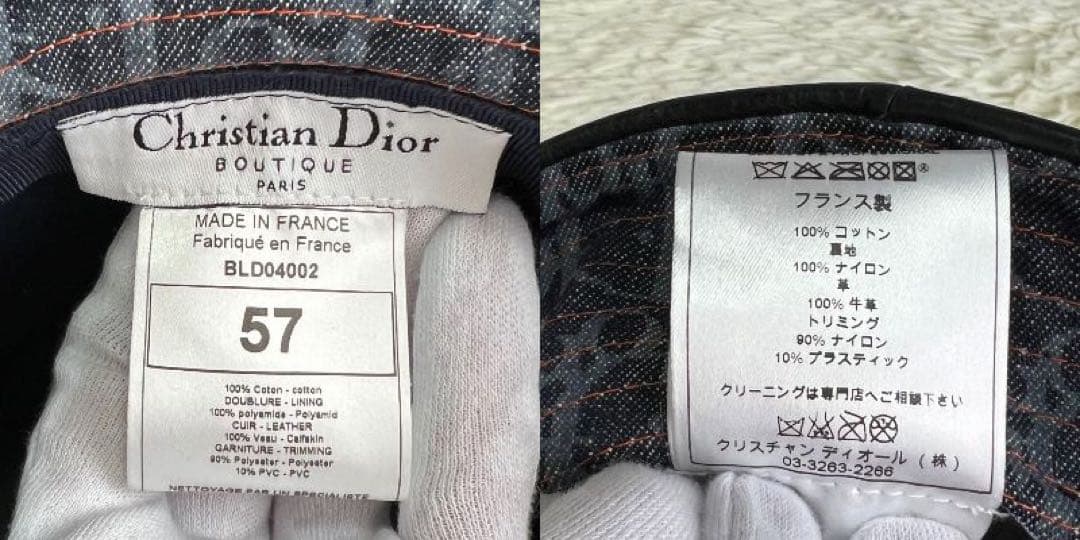 Christian Dior
BOUTIQUE
PARIS
MADE IN FRANCE
Fabriqué en France
BLD04002
57
100% Coton - cotton
DOUBLURE - LINING
100% polyamide - Polyamid
CUIR - LEATHER
100% Veau - Calfskin
GARNITURE - TRIMMING
90% Polyester - Polyester
10% PVC - PVC
NETTOYAGE PAR UN SPECIALISTE
フランス製
100% コットン
裏地
100% ナイロン
革
100% 牛革
トリミング
90% ナイロン
10% プラスティック
クリーニングは専門店へご相談下さい
クリスチャン ディオール (株)
03-3263-2266